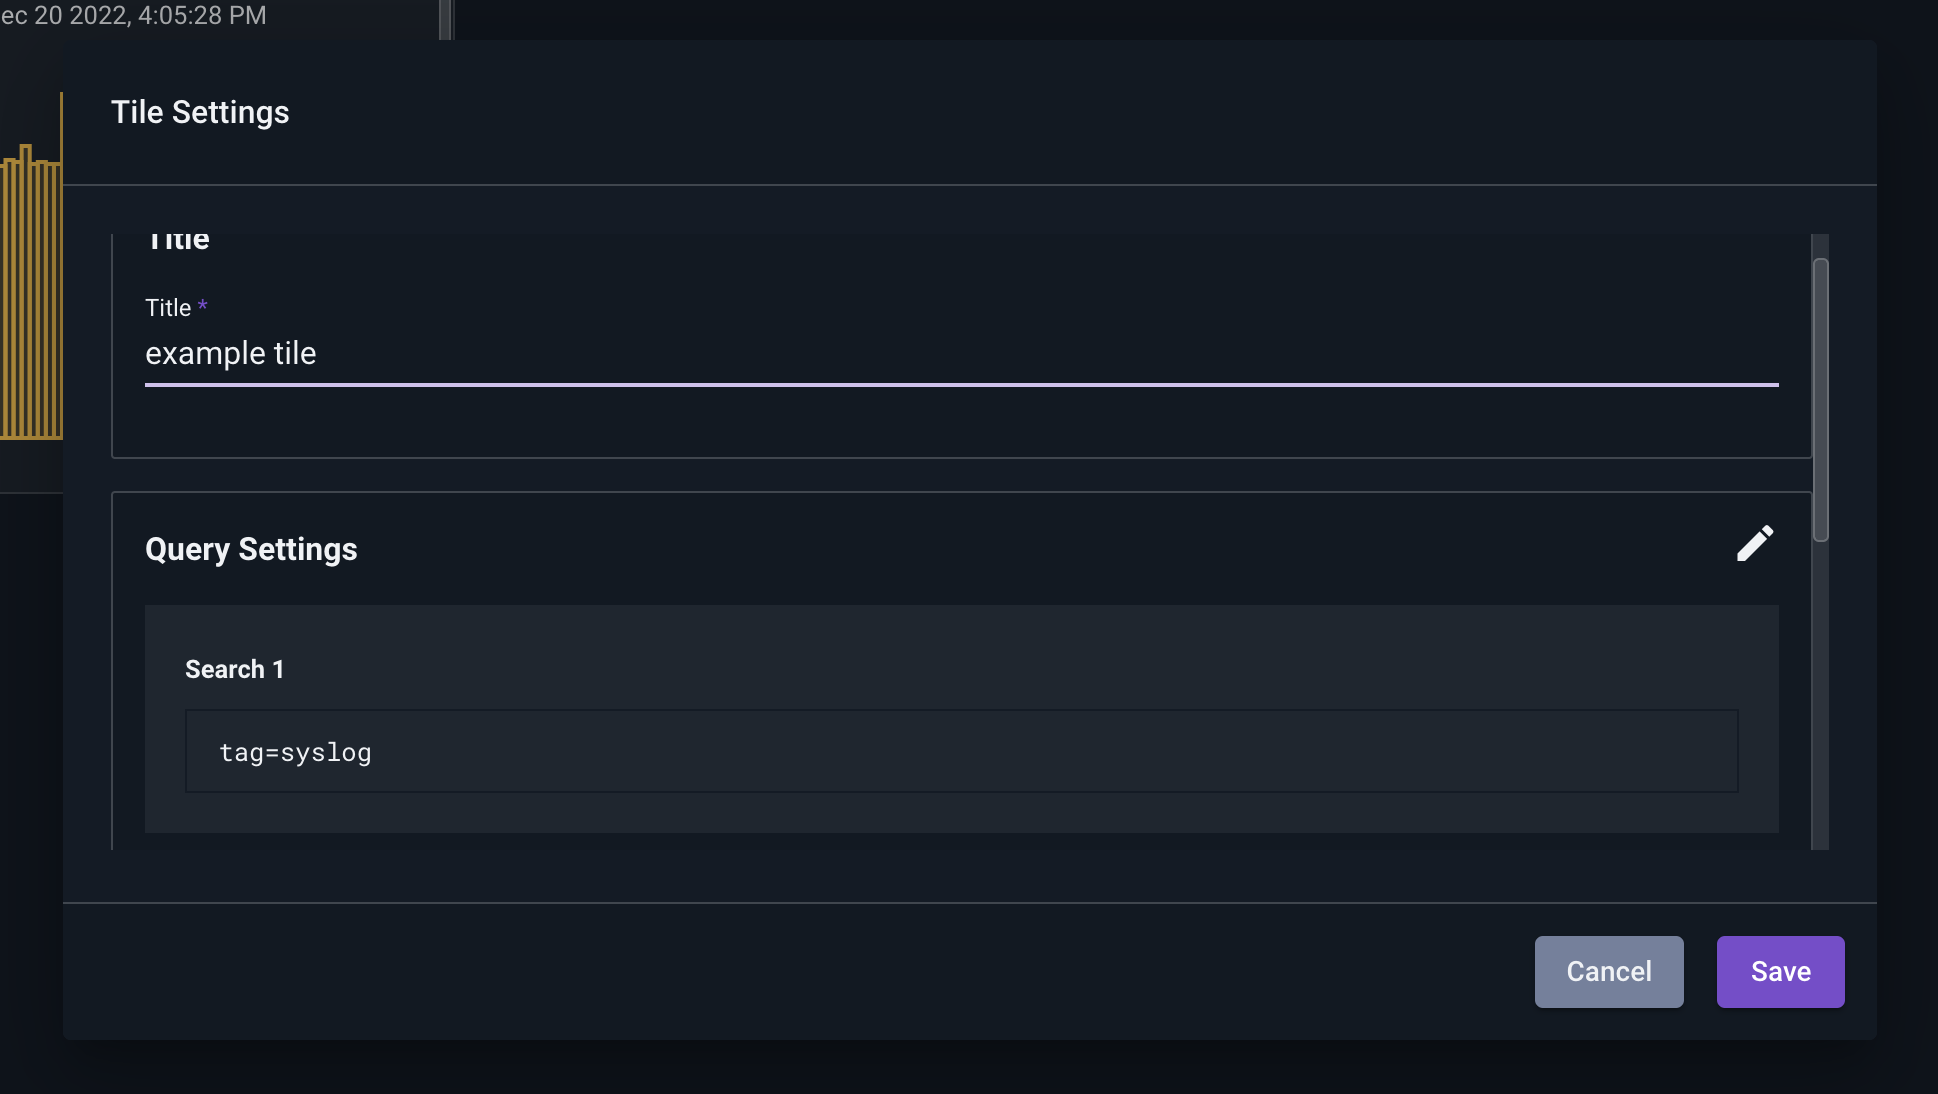 ec 20 2022, 4:05:28 PM
Tile Settings
Title
Title *
example tile
Query Settings
Search 1
tag=syslog
Cancel
Save